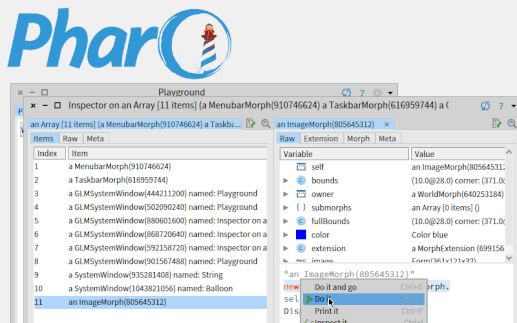 Pharo
Playground
Inspector on an Array [11 items] (a MenubarMorph(910746624) a TaskbarMorph(616959744) a
an Array [11 items] (a MenubarMorph(910746624) a Taskba...
an ImageMorph(805645312)
Items Raw Meta
Raw Extension Morph Meta
Index Item
1 a MenubarMorph(910746624)
2 a TaskbarMorph(616959744)
3 a GLMSystemWindow(444211200) named: Playground
4 a GLMSystemWindow(502090240) named: Playground
5 a GLMSystemWindow(880601600) named: Inspector on a
6 a GLMSystemWindow(868720640) named: Inspector on a
7 a GLMSystemWindow(592158720) named: Inspector on a
8 a GLMSystemWindow(901567488) named: Playground
9 a SystemWindow(935281408) named: String
10 a SystemWindow(1043821056) named: Balloon
11 an ImageMorph(805645312)
Variable Value
self an ImageMorph(805645312
bounds (10.0@28.0) corner: (371.0
owner a WorldMorph(640253184)
submorphs an Array [0 items] ()
fullBounds (10.0@28.0) corner: (371.0
color Color blue
extension a MorphExtension (699156
image Form(361x121x32)
"an ImageMorph(805645312)"
new
rph.
sel
Dis
Do it and go Ctrl+G
Do it
Print it Ctrl+P
Inspect it